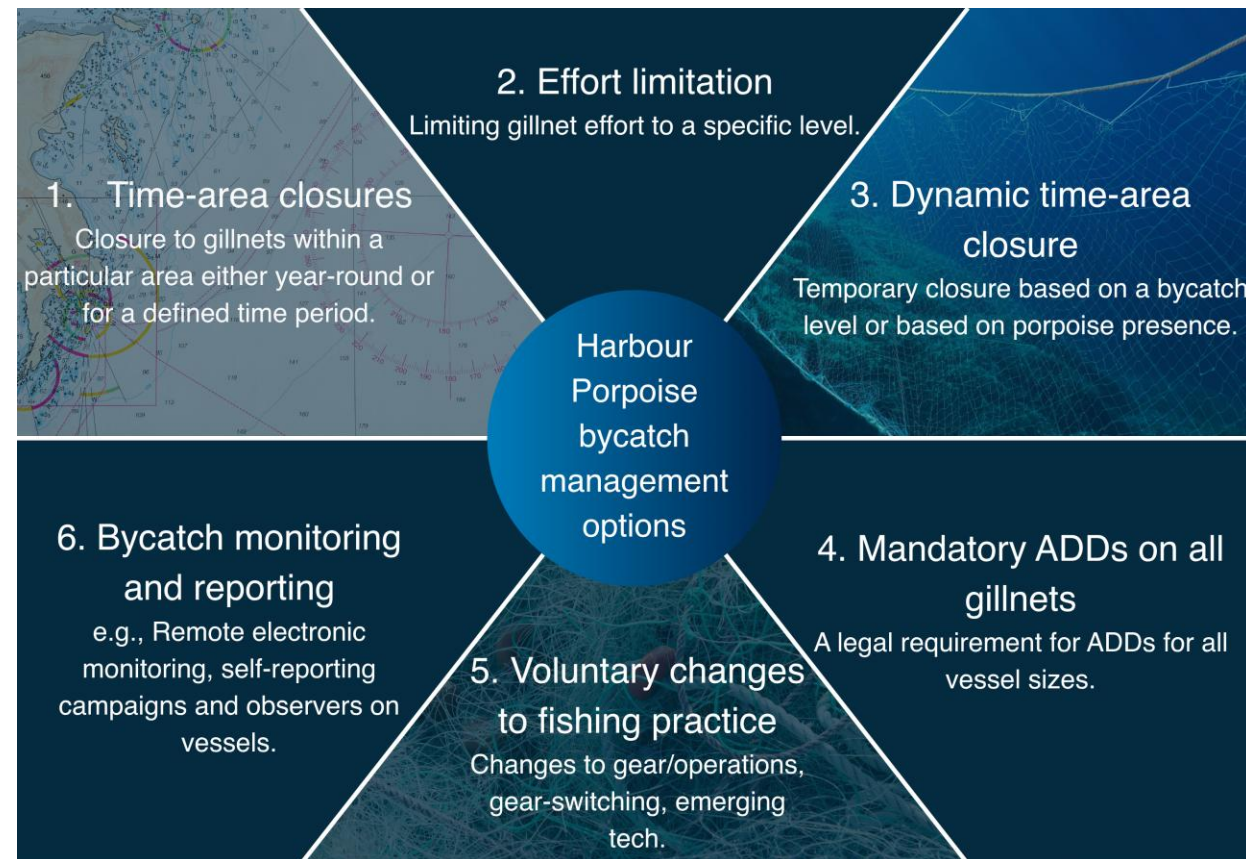 1. Time-area closures
Closure to gillnets within a
particular area either year-round or
for a defined time period.
2. Effort limitation
Limiting gillnet effort to a specific level.
3. Dynamic time-area
closure
Temporary closure based on a bycatch
level or based on porpoise presence.
Harbour
Porpoise
bycatch
management
options
4. Mandatory ADDs on all
gillnets
A legal requirement for ADDs for all
vessel sizes.
5. Voluntary changes
to fishing practice
Changes to gear/operations,
gear-switching, emerging
tech.
6. Bycatch monitoring
and reporting
e.g., Remote electronic
monitoring, self-reporting
campaigns and observers on
vessels.